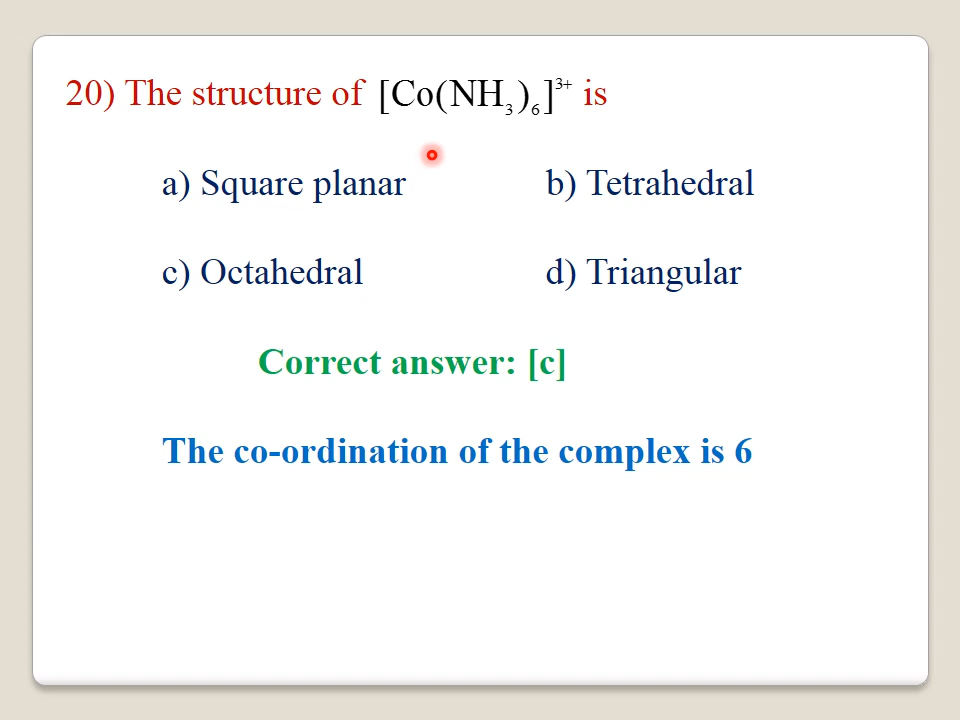 20) The structure of [Co(NH₃)₆]³⁺ is
a) Square planar b) Tetrahedral
c) Octahedral d) Triangular
Correct answer: [c]
The co-ordination of the complex is 6